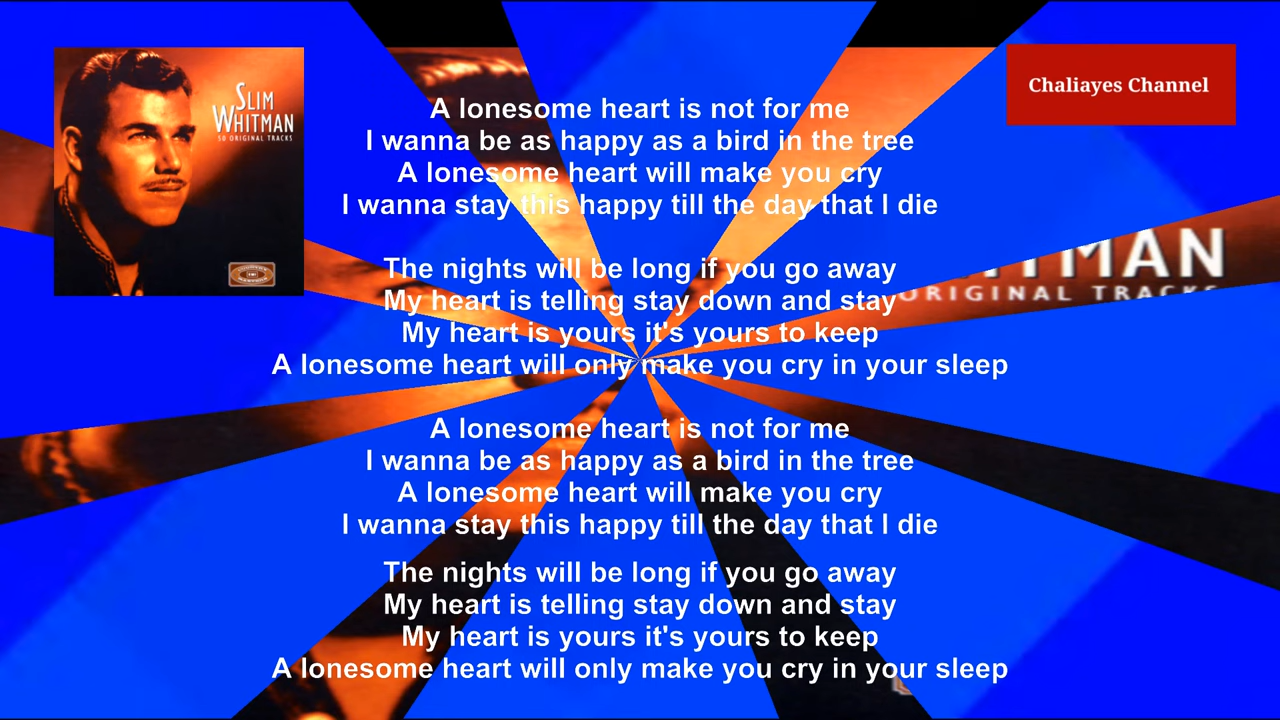 SLIM
WHITMAN
50 ORIGINAL TRACKS
Chaliayes Channel
A lonesome heart is not for me
I wanna be as happy as a bird in the tree
A lonesome heart will make you cry
I wanna stay this happy till the day that I die
The nights will be long if you go away
My heart is telling stay down and stay
My heart is yours it's yours to keep
A lonesome heart will only make you cry in your sleep
A lonesome heart is not for me
I wanna be as happy as a bird in the tree
A lonesome heart will make you cry
I wanna stay this happy till the day that I die
The nights will be long if you go away
My heart is telling stay down and stay
My heart is yours it's yours to keep
A lonesome heart will only make you cry in your sleep
ORIGINAL TRACKS